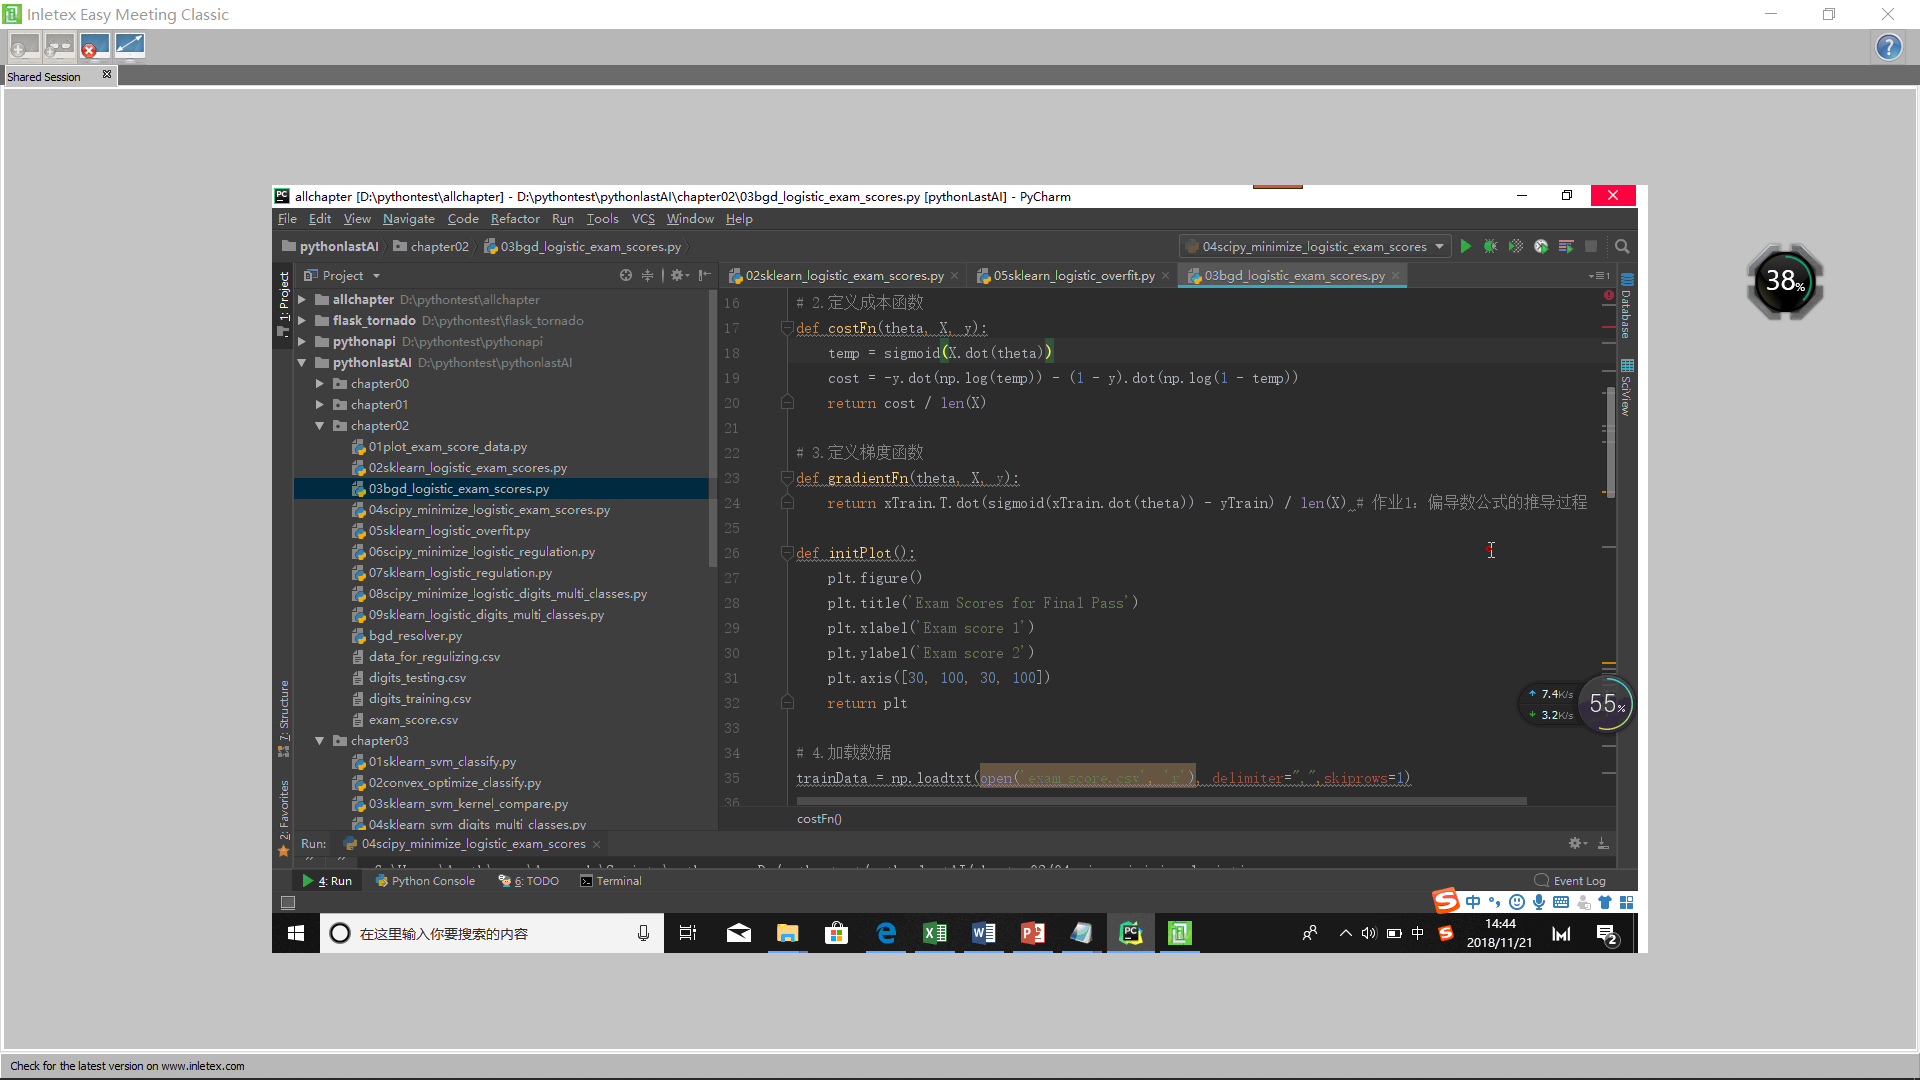 Inletex Easy Meeting Classic
Shared Session
allchapter [D:\pythontest\allchapter] - D:\pythontest\pythonlastAI\chapter02\03bgd_logistic_exam_scores.py [pythonLastAI] - PyCharm
File Edit View Navigate Code Refactor Run Tools VCS Window Help
pythonlastAI chapter02 03bgd_logistic_exam_scores.py 04scipy_minimize_logistic_exam_scores
Project 02sklearn_logistic_exam_scores.py 05sklearn_logistic_overfit.py 03bgd_logistic_exam_scores.py
1: Project
7: Structure
2: Favorites
Database
SciView
allchapter D:\pythontest\allchapter
flask_tornado D:\pythontest\flask_tornado
pythonapi D:\pythontest\pythonapi
pythonlastAI D:\pythontest\pythonlastAI
chapter00
chapter01
chapter02
01plot_exam_score_data.py
02sklearn_logistic_exam_scores.py
03bgd_logistic_exam_scores.py
04scipy_minimize_logistic_exam_scores.py
05sklearn_logistic_overfit.py
06scipy_minimize_logistic_regulation.py
07sklearn_logistic_regulation.py
08scipy_minimize_logistic_digits_multi_classes.py
09sklearn_logistic_digits_multi_classes.py
bgd_resolver.py
data_for_regulizing.csv
digits_testing.csv
digits_training.csv
exam_score.csv
chapter03
01sklearn_svm_classify.py
02convex_optimize_classify.py
03sklearn_svm_kernel_compare.py
04sklearn_svm_digits_multi_classes.py
16 # 2.定义成本函数
17 def costFn(theta, X, y):
18 temp = sigmoid(X.dot(theta))
19 cost = -y.dot(np.log(temp)) - (1 - y).dot(np.log(1 - temp))
20 return cost / len(X)
21
22 # 3.定义梯度函数
23 def gradientFn(theta, X, y):
24 return xTrain.T.dot(sigmoid(xTrain.dot(theta)) - yTrain) / len(X) # 作业1：偏导数公式的推导过程
25
26 def initPlot():
27 plt.figure()
28 plt.title('Exam Scores for Final Pass')
29 plt.xlabel('Exam score 1')
30 plt.ylabel('Exam score 2')
31 plt.axis([30, 100, 30, 100])
32 return plt
33
34 # 4.加载数据
35 trainData = np.loadtxt(open('exam_score.csv', 'r'), delimiter=",",skiprows=1)
36
costFn()
38%
7.4K/s
3.2K/s
55%
Run: 04scipy_minimize_logistic_exam_scores
4: Run Python Console 6: TODO Terminal Event Log
中
在这里输入你要搜索的内容
中
14:44
2018/11/21
2
Check for the latest version on www.inletex.com